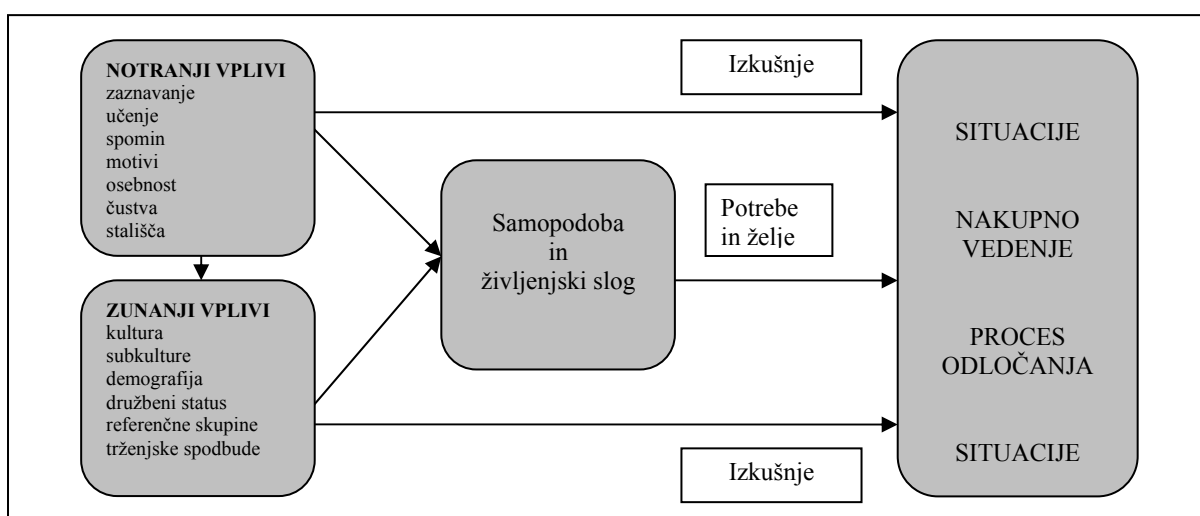 NOTRANJI VPLIVI
zaznavanje
učenje
spomin
motivi
osebnost
čustva
stališča
ZUNANJI VPLIVI
kultura
subkulture
demografija
družbeni status
referenčne skupine
trženjske spodbude
Samopodoba
in
življenjski slog
Izkušnje
Potrebe
in želje
Izkušnje
SITUACIJE
NAKUPNO
VEDENJE
PROCES
ODLOČANJA
SITUACIJE